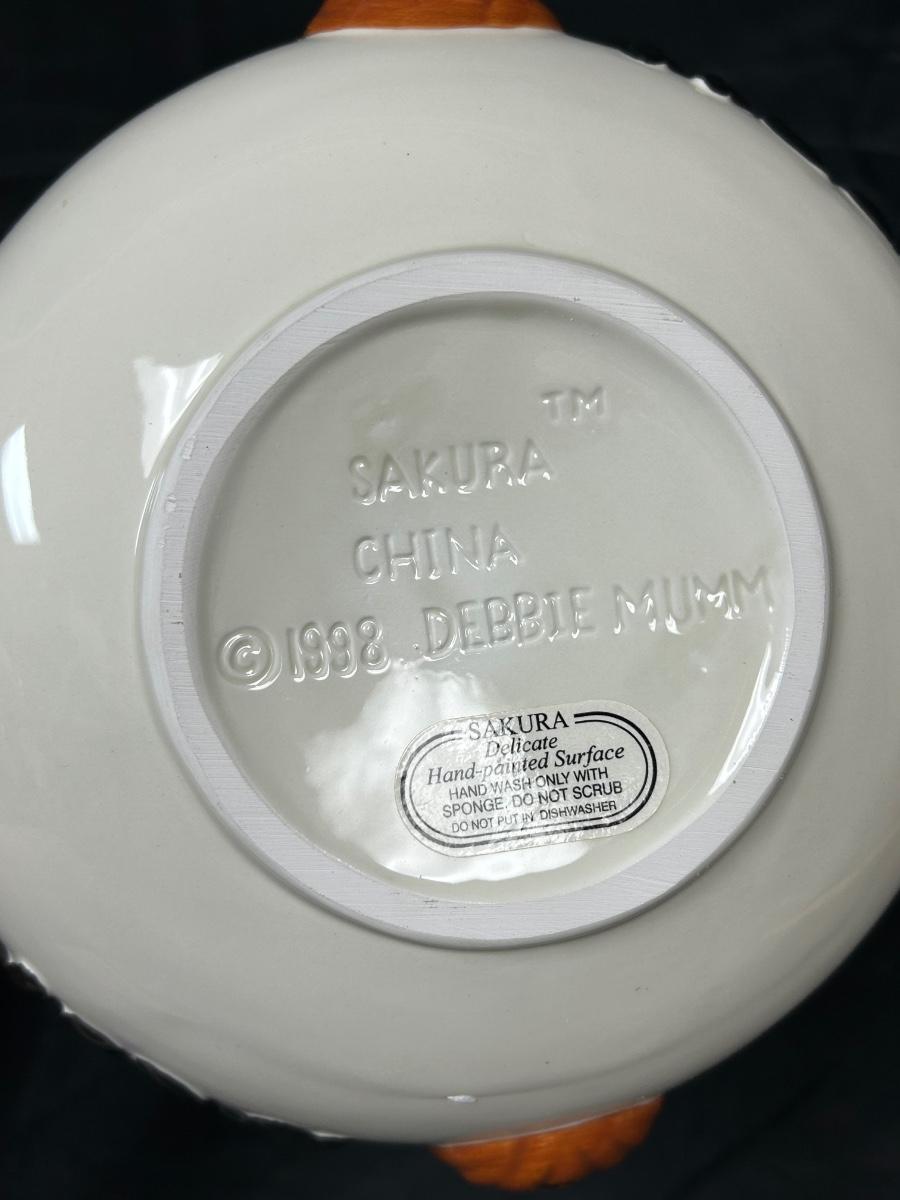 TM
SAKURA
CHINA
©1998 DEBBIE MUMM
SAKURA
Delicate
Hand-painted Surface
HAND WASH ONLY WITH
SPONGE, DO NOT SCRUB
DO NOT PUT IN DISHWASHER